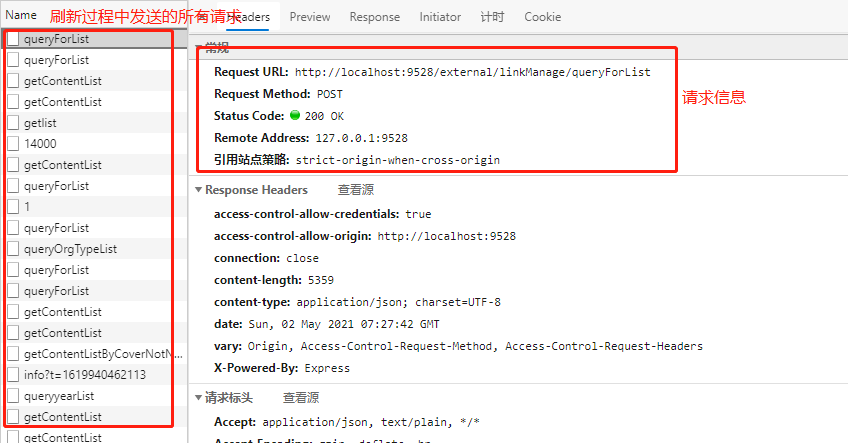 Name 刷新过程中发送的所有请求
queryForList
queryForList
getContentList
getContentList
getlist
14000
getContentList
queryForList
1
queryForList
queryOrgTypeList
queryForList
queryForList
getContentList
getContentList
getContentListByCoverNotN...
info?t=1619940462113
queryyearList
getContentList
getContentList
Headers Preview Response Initiator 计时 Cookie
常规
Request URL: http://localhost:9528/external/linkManage/queryForList
Request Method: POST
Status Code: 200 OK
Remote Address: 127.0.0.1:9528
引用站点策略: strict-origin-when-cross-origin
请求信息
Response Headers 查看源
access-control-allow-credentials: true
access-control-allow-origin: http://localhost:9528
connection: close
content-length: 5359
content-type: application/json; charset=UTF-8
date: Sun, 02 May 2021 07:27:42 GMT
vary: Origin, Access-Control-Request-Method, Access-Control-Request-Headers
X-Powered-By: Express
请求标头 查看源
Accept: application/json, text/plain, */*
Accept-Encoding: gzip, deflate, br